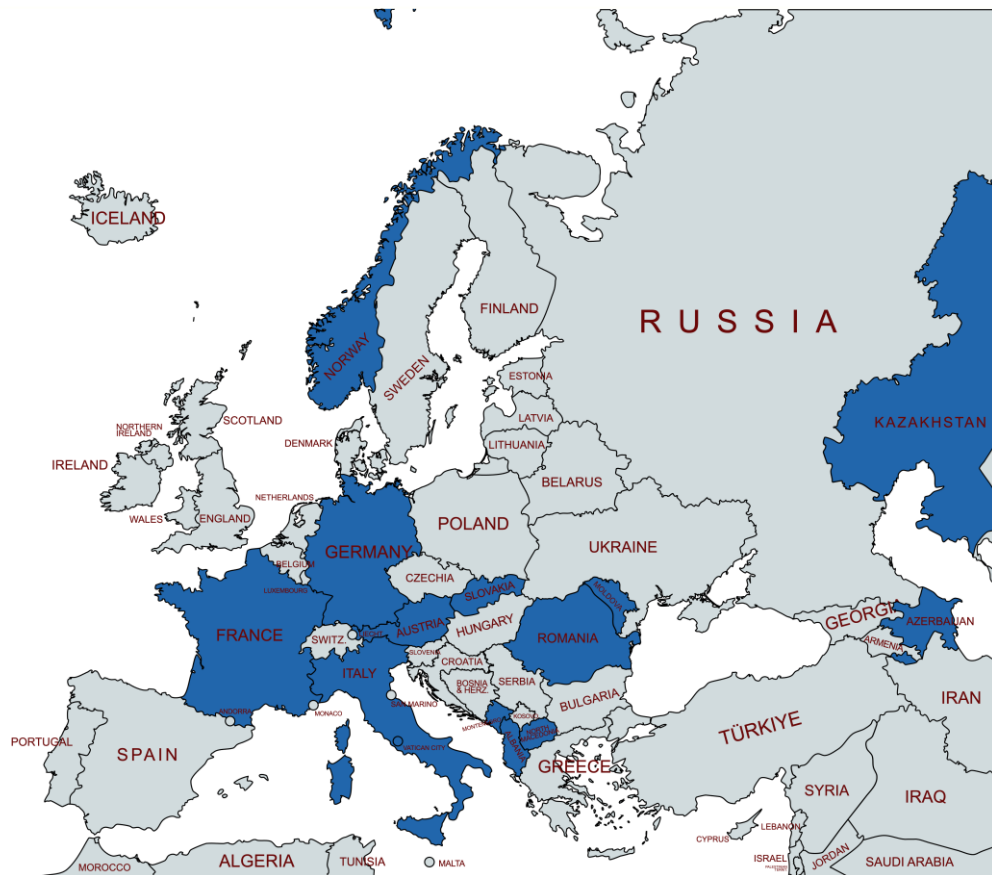 ICELAND
RUSSIA
FINLAND
NORWAY
SWEDEN
ESTONIA
SCOTLAND
KAZAKHSTAN
NORTHERN
IRELAND
LATVIA
DENMARK
LITHUANIA
IRELAND
BELARUS
NETHERLANDS
WALES
ENGLAND
POLAND
UKRAINE
GERMANY
BELGIUM
CZECHIA
LUXEMBOURG
SLOVAKIA
MOLDOVA
GEORGI
AZERBAIJAN
AUSTRIA
HUNGARY
FRANCE
SWITZ.
ROMANIA
ARMENIA
SLOVEN.
CROATIA
ITALY
BOSNIA
& HERZ.
SERBIA
IRAN
BULGARIA
SAN MARINO
ANDORRA
MONACO
KOSOVO
MONTENEGRO
TÜRKIYE
NORTH
MACEDONIA
PORTUGAL
SPAIN
VATICAN CITY
ALBANIA
GREECE
SYRIA
IRAQ
LEBANON
CYPRUS
ISRAEL
JORDAN
SAUDI ARABIA
MOROCCO
ALGERIA
TUNISIA
MALTA